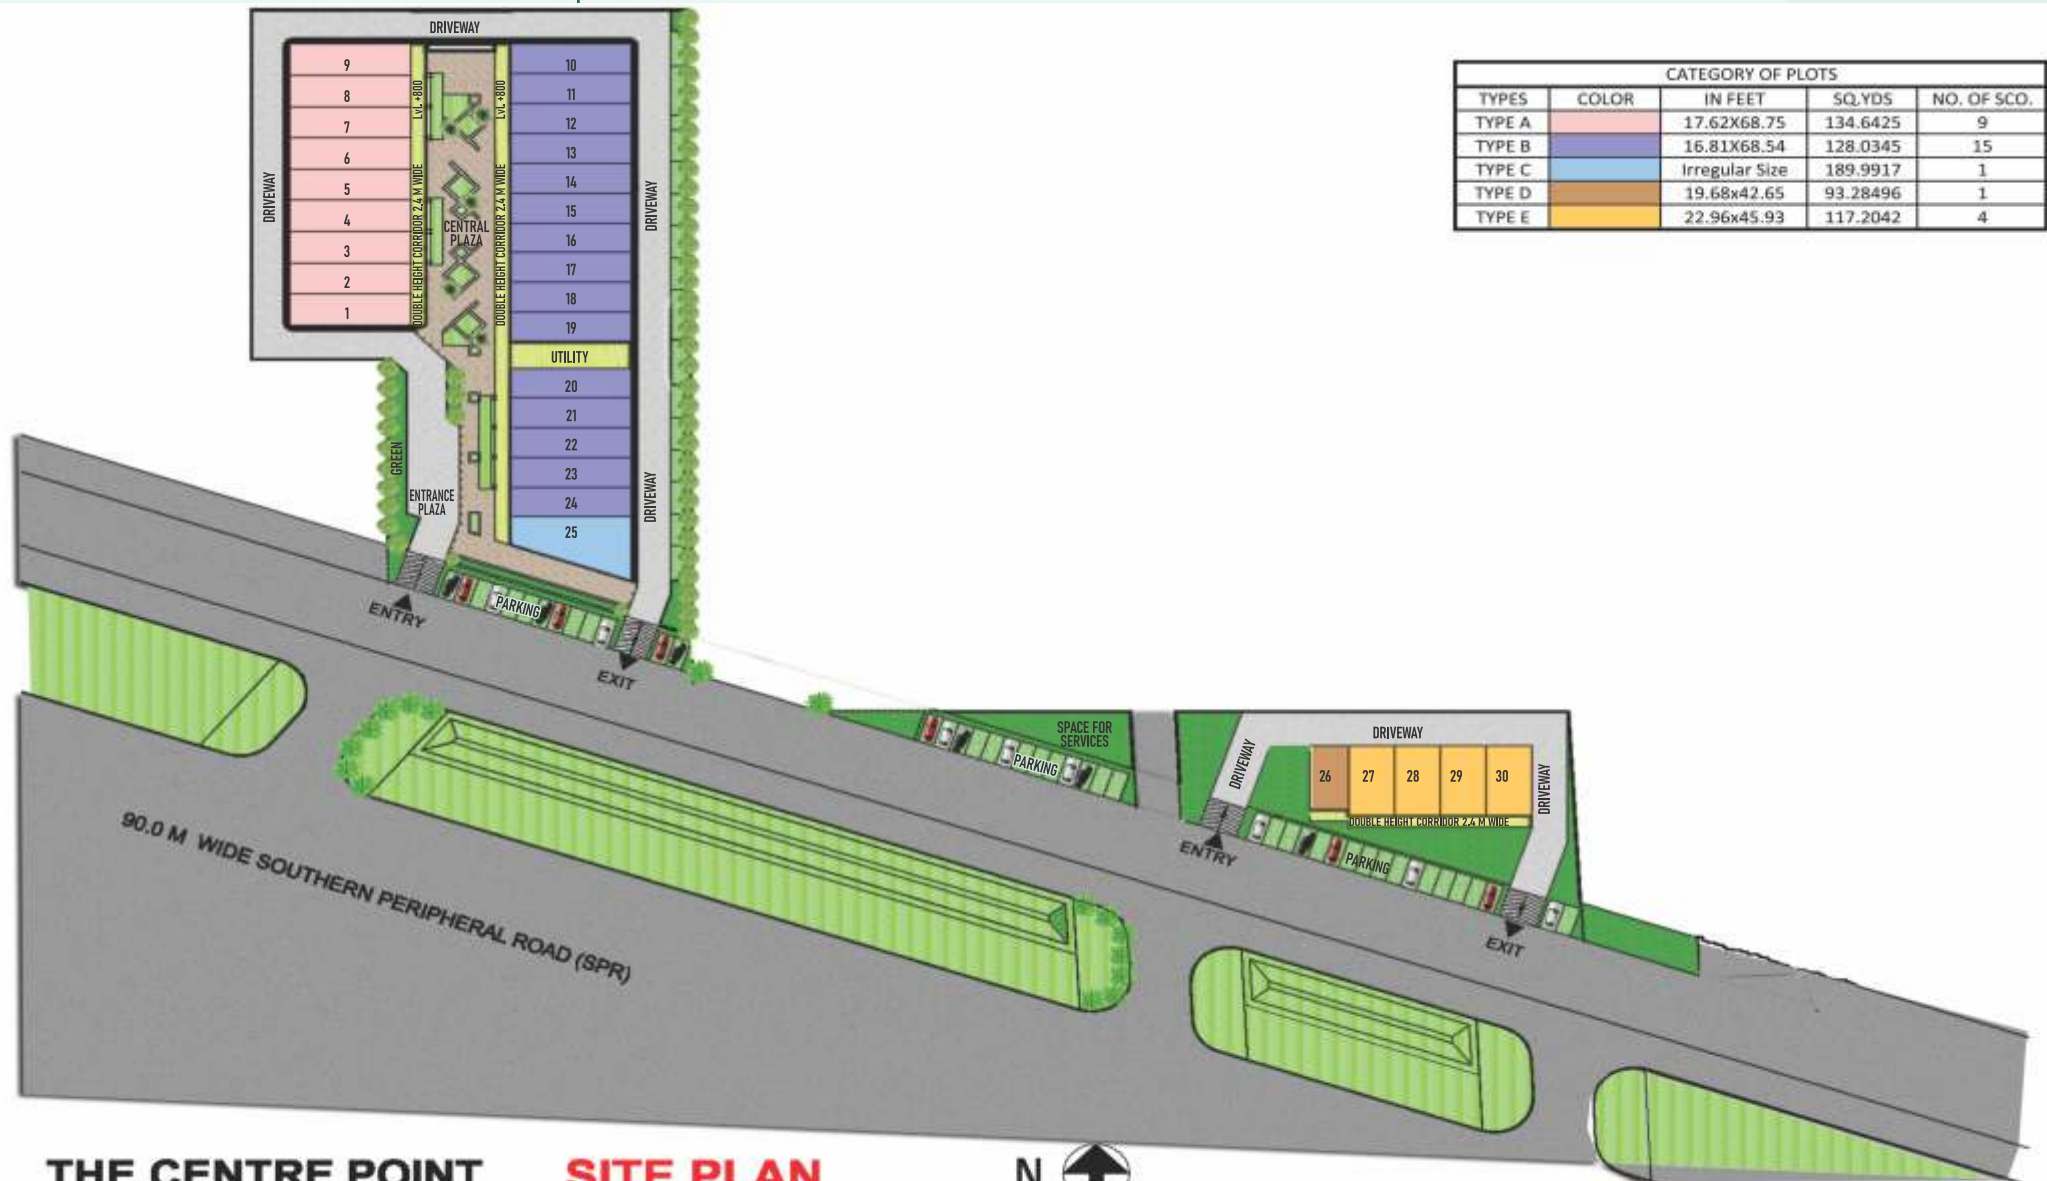 DRIVEWAY
CATEGORY OF PLOTS
TYPES COLOR IN FEET SQ.YDS NO. OF SCO.
TYPE A 17.62X68.75 134.6425 9
TYPE B 16.81X68.54 128.0345 15
TYPE C Irregular Size 189.9917 1
TYPE D 19.68x42.65 93.28496 1
TYPE E 22.96x45.93 117.2042 4
DRIVEWAY
9
8
7
6
5
4
3
2
1
DOUBLE HEIGHT CORRIDOR 2.4 M WIDE LVL +800
CENTRAL
PLAZA
DOUBLE HEIGHT CORRIDOR 2.4 M WIDE LVL +800
10
11
12
13
14
15
16
17
18
19
UTILITY
20
21
22
23
24
25
DRIVEWAY
DRIVEWAY
GREEN
ENTRANCE
PLAZA
ENTRY
PARKING
EXIT
SPACE FOR
SERVICES
PARKING
DRIVEWAY
DRIVEWAY
26 27 28 29 30
DRIVEWAY
DOUBLE HEIGHT CORRIDOR 2.4 M WIDE
ENTRY
PARKING
EXIT
90.0 M WIDE SOUTHERN PERIPHERAL ROAD (SPR)
THE CENTRE POINT SITE PLAN N